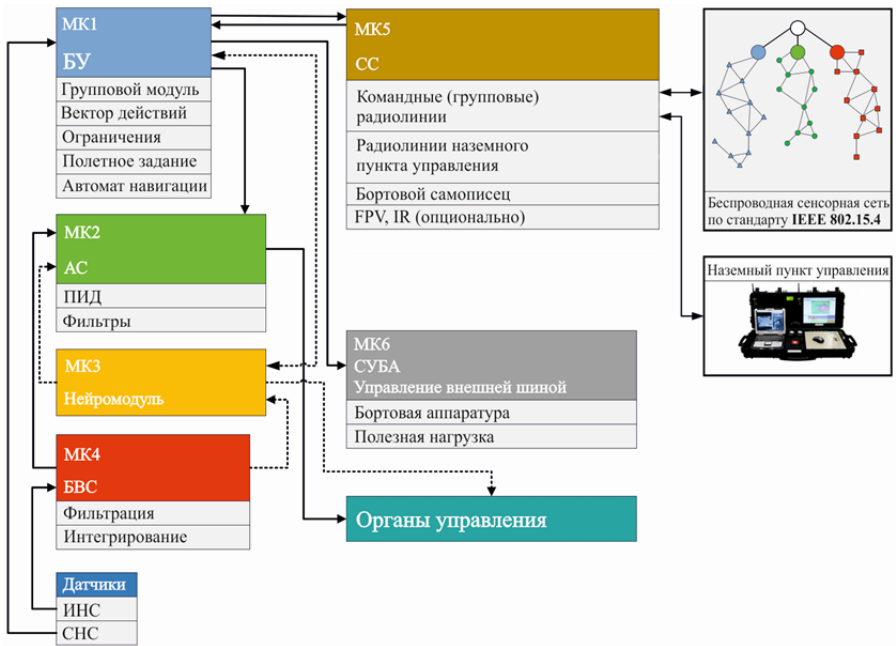 МК1
БУ
Групповой модуль
Вектор действий
Ограничения
Полетное задание
Автомат навигации
МК2
АС
ПИД
Фильтры
МК3
Нейромодуль
МК4
БВС
Фильтрация
Интегрирование
Датчики
ИНС
СНС
МК5
СС
Командные (групповые)
радиолинии
Радиолинии наземного
пункта управления
Бортовой самописец
FPV, IR (опционально)
МК6
СУБА
Управление внешней шиной
Бортовая аппаратура
Полезная нагрузка
Органы управления
Беспроводная сенсорная сеть
по стандарту IEEE 802.15.4
Наземный пункт управления